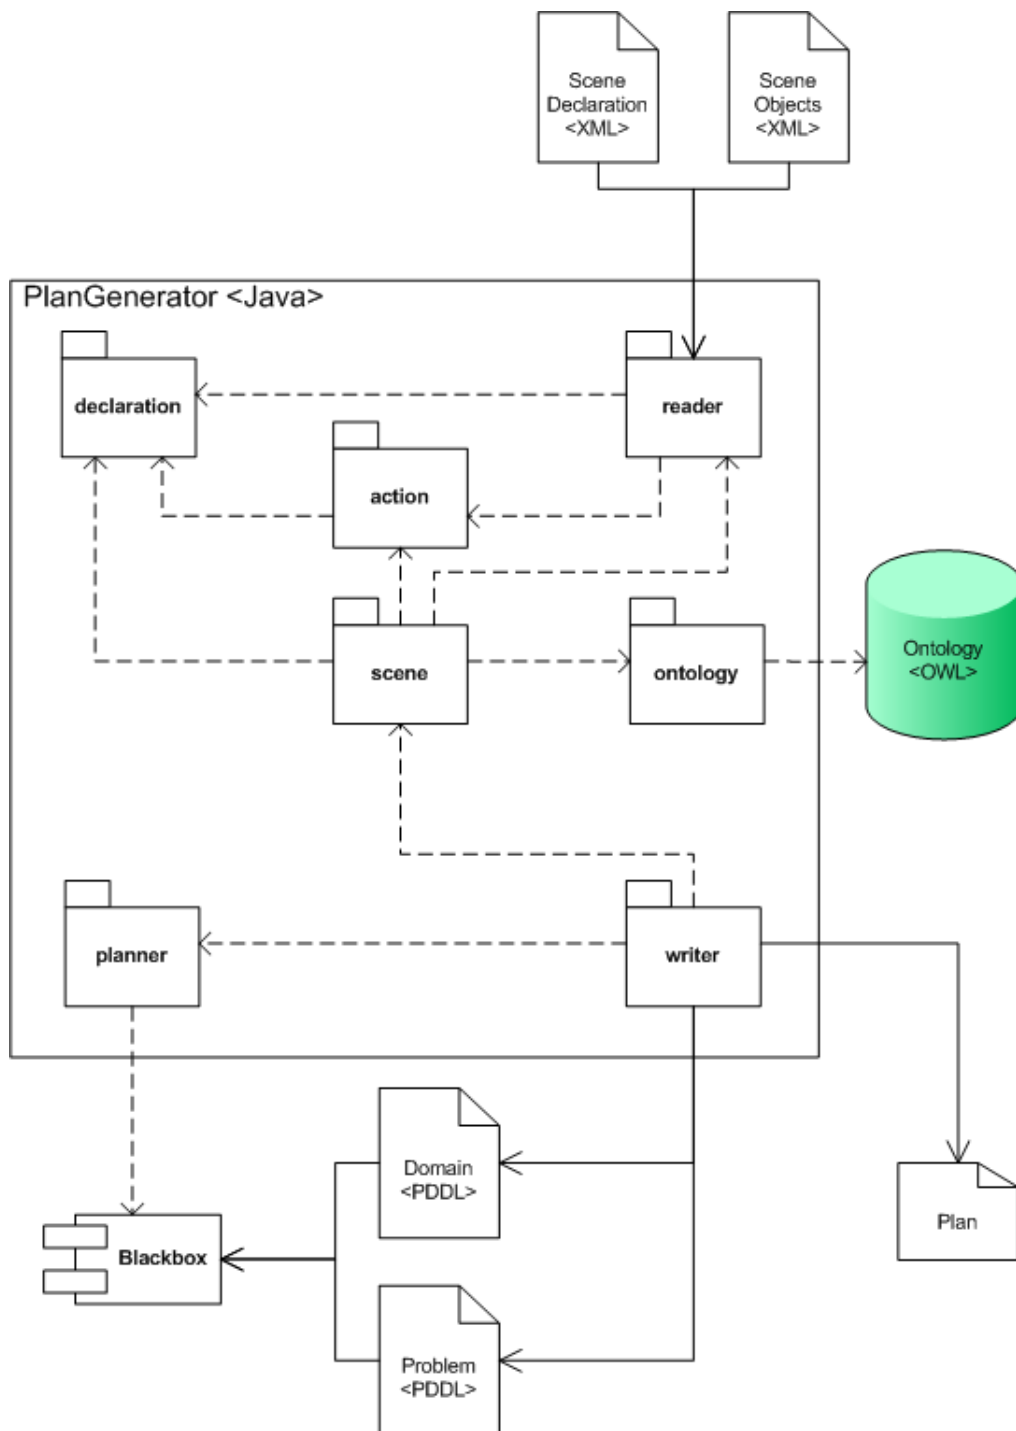 Scene
Declaration
<XML>
Scene
Objects
<XML>
PlanGenerator <Java>
declaration
reader
action
scene
ontology
Ontology
<OWL>
planner
writer
Domain
<PDDL>
Plan
Blackbox
Problem
<PDDL>